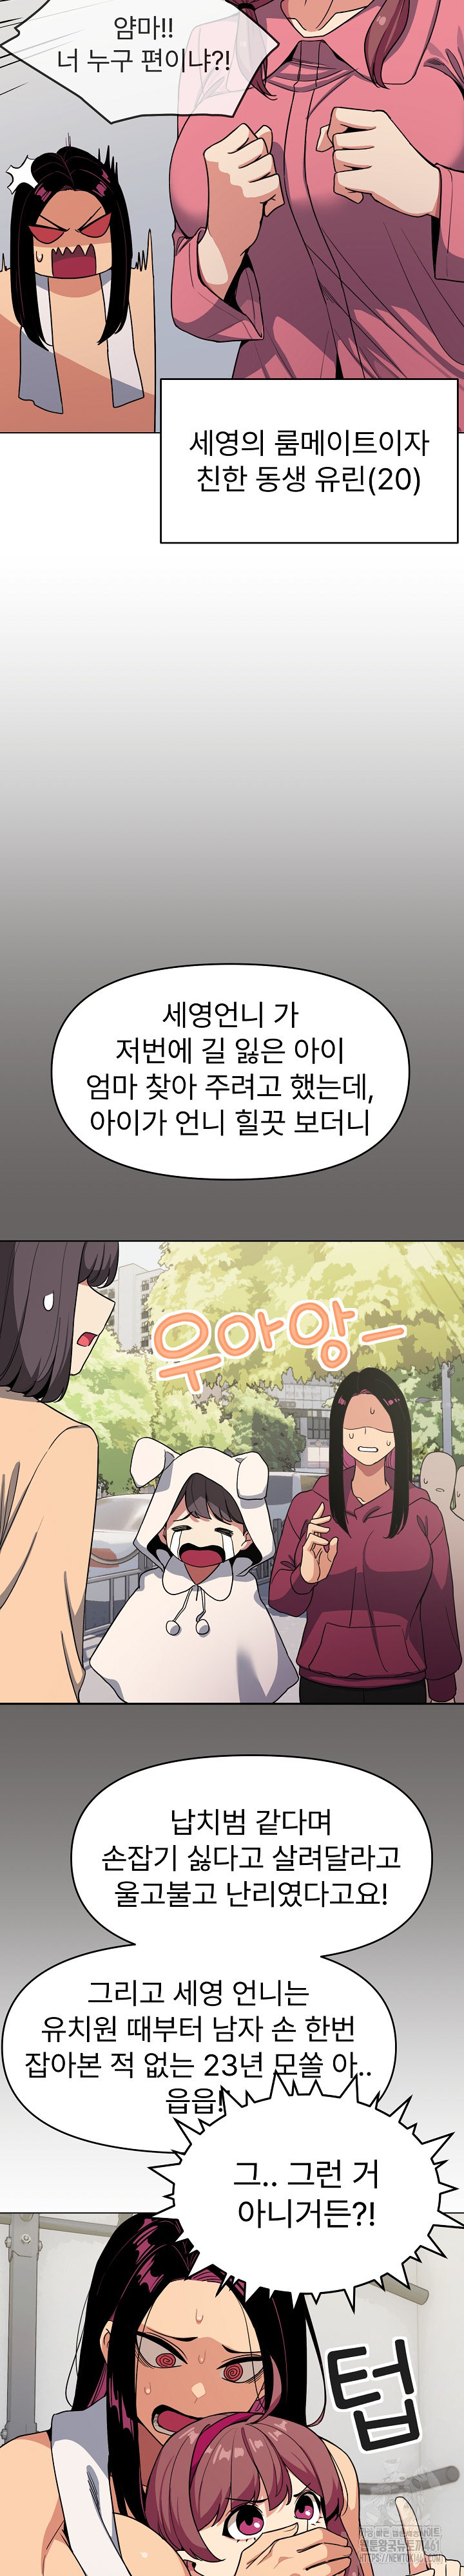 얌마!!
너 누구 편이냐?!
세영의 룸메이트이자
친한 동생 유린(20)
세영언니 가
저번에 길 잃은 아이
엄마 찾아 주려고 했는데,
아이가 언니 힐끗 보더니
우아앙-
납치범 같다며
손잡기 싫다고 살려달라고
울고불고 난리였다고요!
그리고 세영 언니는
유치원 때부터 남자 손 한번
잡아본 적 없는 23년 모쏠 아..
읍읍!
그.. 그런 거
아니거든?!
텁